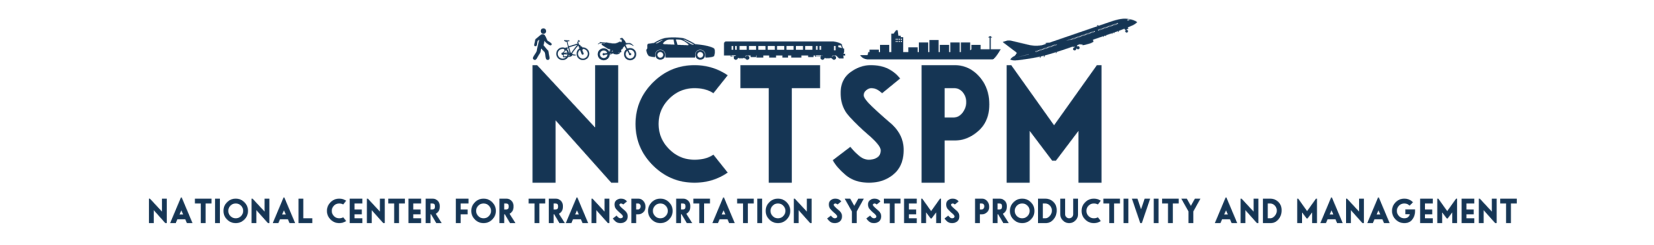 NCTSPM
NATIONAL CENTER FOR TRANSPORTATION SYSTEMS PRODUCTIVITY AND MANAGEMENT